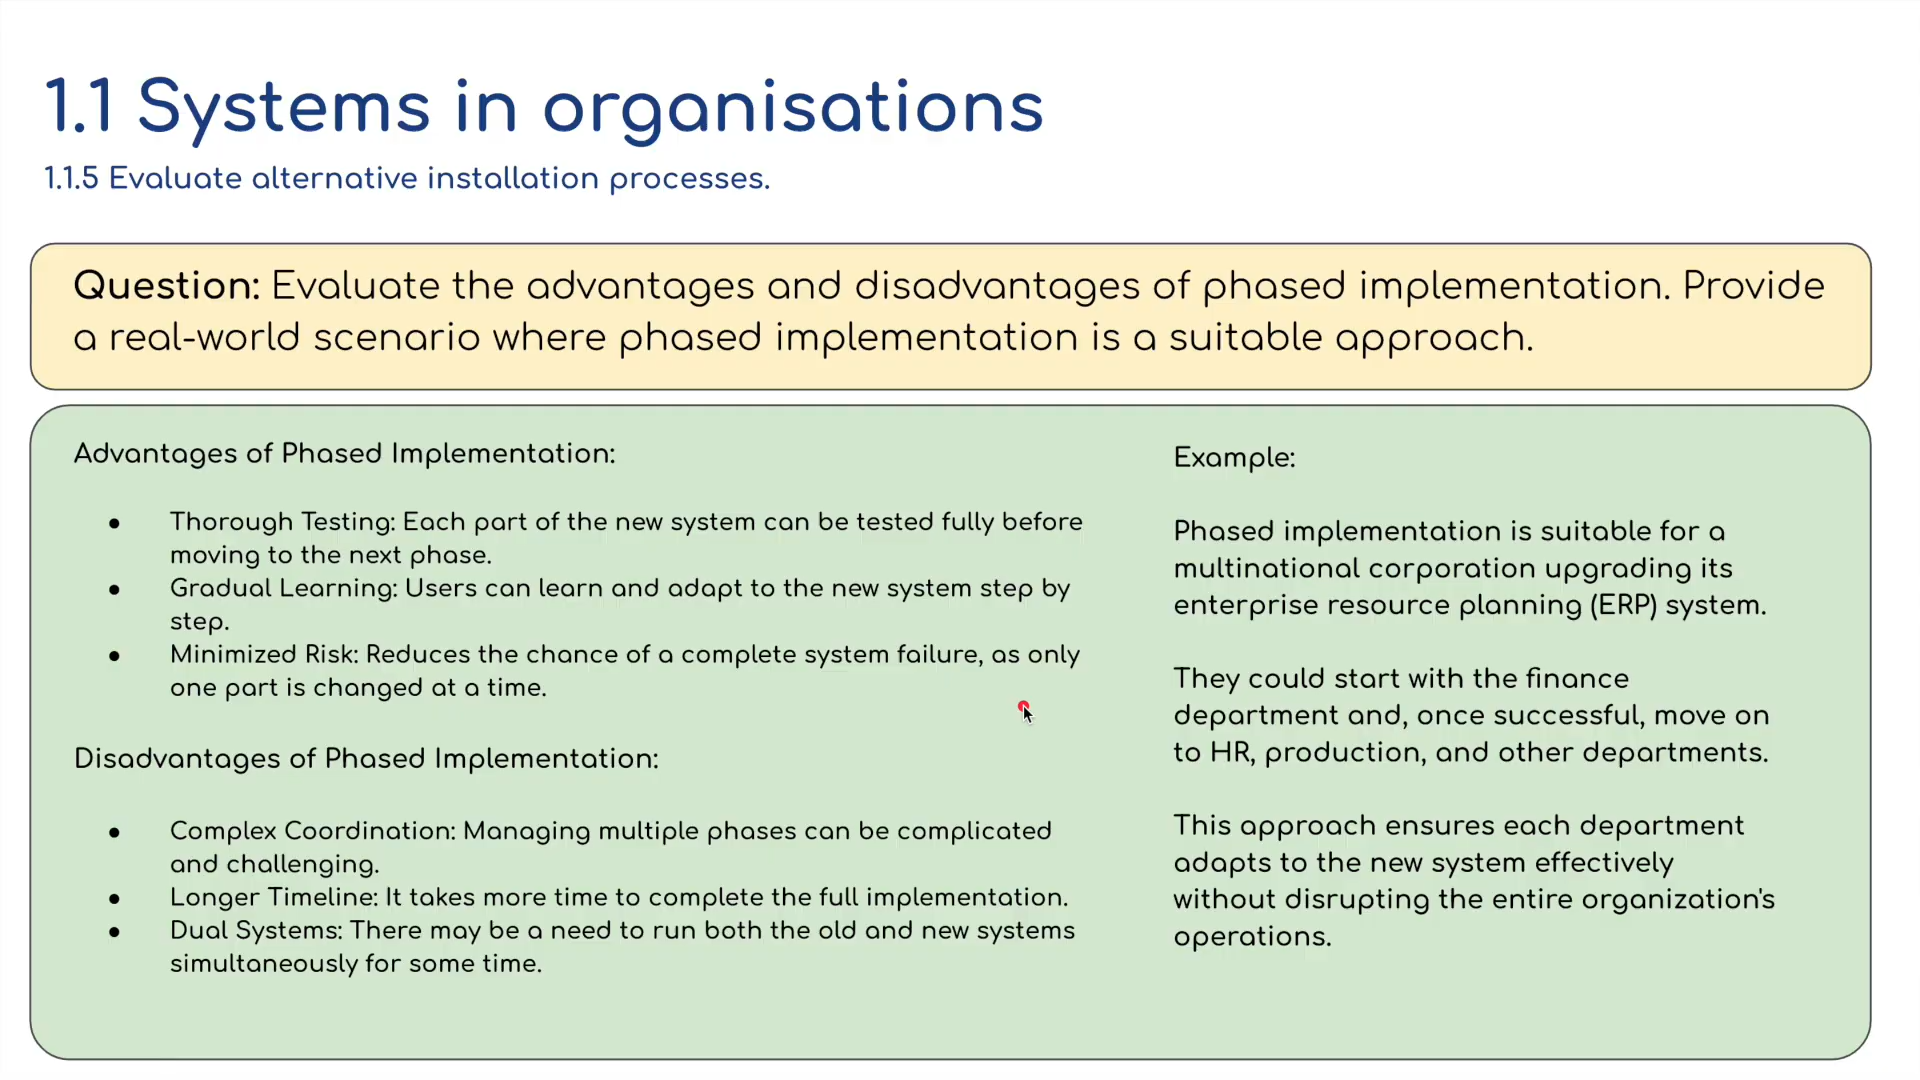 1.1 Systems in organisations
1.1.5 Evaluate alternative installation processes.
Question: Evaluate the advantages and disadvantages of phased implementation. Provide
a real-world scenario where phased implementation is a suitable approach.
Advantages of Phased Implementation:
● Thorough Testing: Each part of the new system can be tested fully before
moving to the next phase.
● Gradual Learning: Users can learn and adapt to the new system step by
step.
● Minimized Risk: Reduces the chance of a complete system failure, as only
one part is changed at a time.
Disadvantages of Phased Implementation:
● Complex Coordination: Managing multiple phases can be complicated
and challenging.
● Longer Timeline: It takes more time to complete the full implementation.
● Dual Systems: There may be a need to run both the old and new systems
simultaneously for some time.
Example:
Phased implementation is suitable for a
multinational corporation upgrading its
enterprise resource planning (ERP) system.
They could start with the finance
department and, once successful, move on
to HR, production, and other departments.
This approach ensures each department
adapts to the new system effectively
without disrupting the entire organization's
operations.